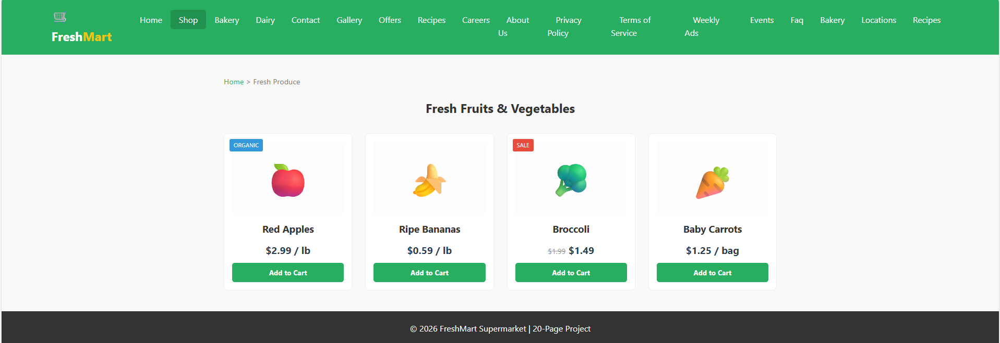 FreshMart
Home Shop Bakery Dairy Contact Gallery Offers Recipes Careers About Us Privacy Policy Terms of Service Weekly Ads Events Faq Bakery Locations Recipes
Home > Fresh Produce
Fresh Fruits & Vegetables
ORGANIC
Red Apples
$2.99 / lb
Add to Cart
Ripe Bananas
$0.59 / lb
Add to Cart
SALE
Broccoli
$1.99 $1.49
Add to Cart
Baby Carrots
$1.25 / bag
Add to Cart
© 2026 FreshMart Supermarket | 20-Page Project